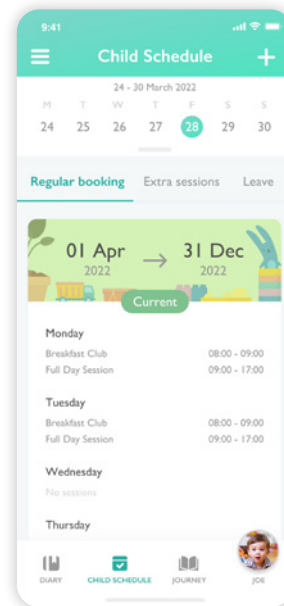 9:41
Child Schedule
24 - 30 March 2022
M T W T F S S
24 25 26 27 28 29 30
Regular booking Extra sessions Leave
01 Apr 31 Dec
2022 2022
Current
Monday
Breakfast Club 08:00 - 09:00
Full Day Session 09:00 - 17:00
Tuesday
Breakfast Club 08:00 - 09:00
Full Day Session 09:00 - 17:00
Wednesday
No sessions
Thursday
DIARY CHILD SCHEDULE JOURNEY JOE